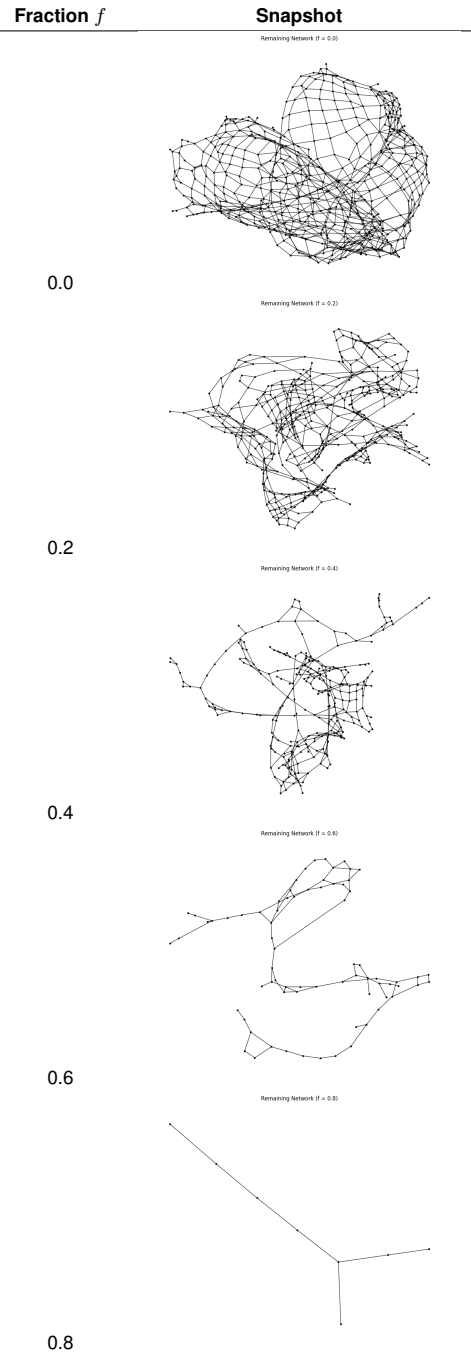 Fraction f Snapshot
Remaining Network (f = 0.0)
0.0
Remaining Network (f = 0.2)
0.2
Remaining Network (f = 0.4)
0.4
Remaining Network (f = 0.6)
0.6
Remaining Network (f = 0.8)
0.8